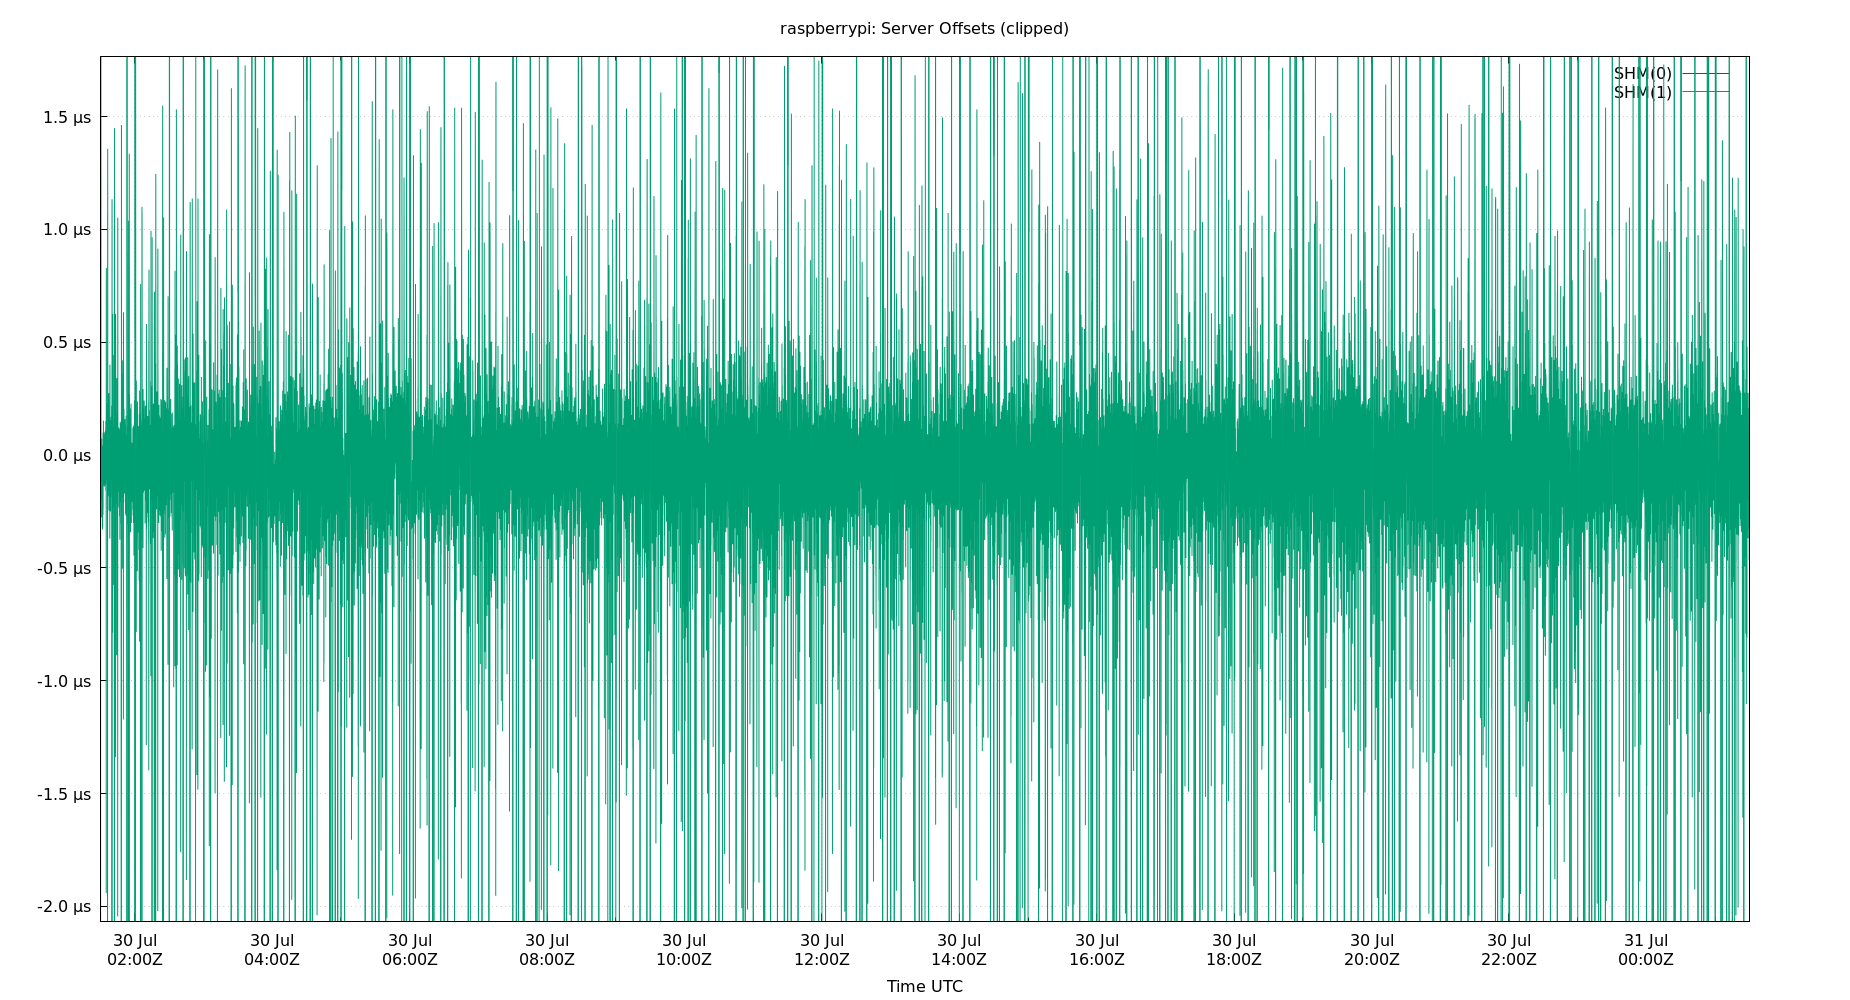 raspberrypi: Server Offsets (clipped)
SHM(0)
SHM(1)
1.5 µs
1.0 µs
0.5 µs
0.0 µs
-0.5 µs
-1.0 µs
-1.5 µs
-2.0 µs
30 Jul 30 Jul 30 Jul 30 Jul 30 Jul 30 Jul 30 Jul 30 Jul 30 Jul 30 Jul 30 Jul 31 Jul
02:00Z 04:00Z 06:00Z 08:00Z 10:00Z 12:00Z 14:00Z 16:00Z 18:00Z 20:00Z 22:00Z 00:00Z
Time UTC